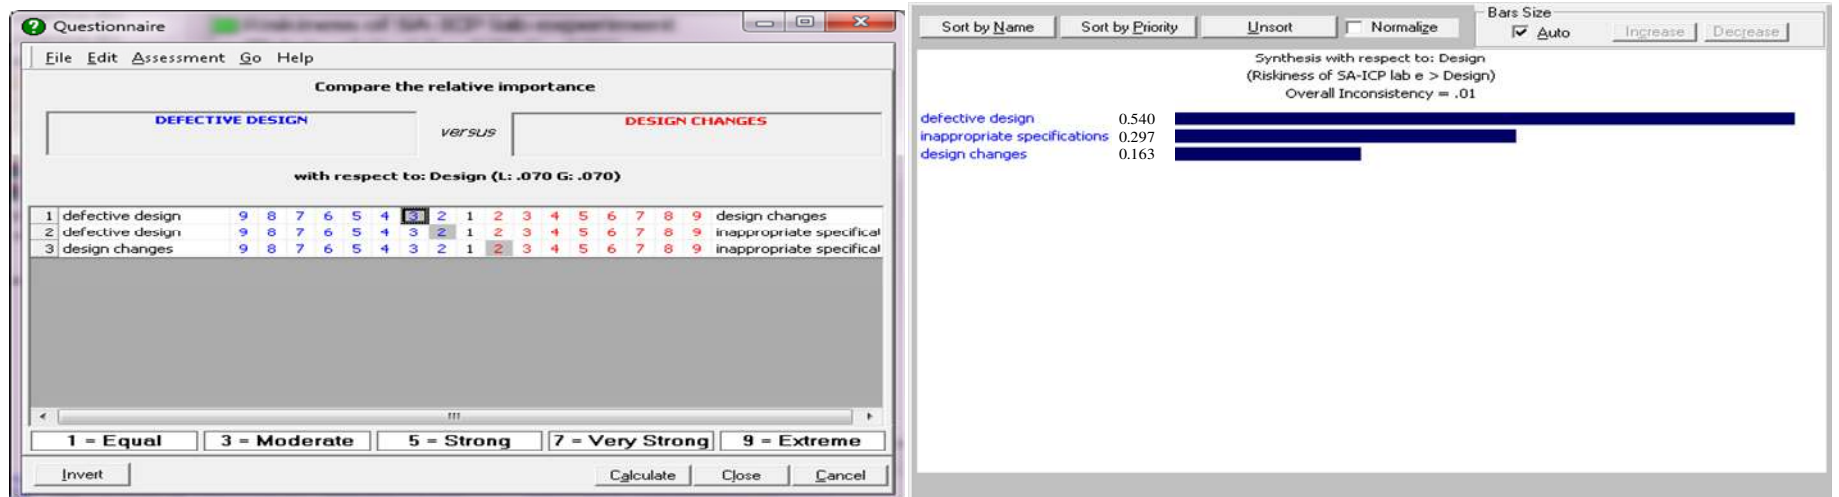 Questionnaire
File Edit Assessment Go Help
Compare the relative importance
DEFECTIVE DESIGN
versus
DESIGN CHANGES
with respect to: Design (L: .070 G: .070)
1 defective design 9 8 7 6 5 4 3 2 1 2 3 4 5 6 7 8 9 design changes
2 defective design 9 8 7 6 5 4 3 2 1 2 3 4 5 6 7 8 9 inappropriate specificat
3 design changes 9 8 7 6 5 4 3 2 1 2 3 4 5 6 7 8 9 inappropriate specificat
1 = Equal 3 = Moderate 5 = Strong 7 = Very Strong 9 = Extreme
Invert Calculate Close Cancel
Sort by Name Sort by Priority Unsort Normalize
Bars Size
Auto Increase Decrease
Synthesis with respect to: Design
(Riskiness of SA-ICP lab e > Design)
Overall Inconsistency = .01
defective design 0.540
inappropriate specifications 0.297
design changes 0.163